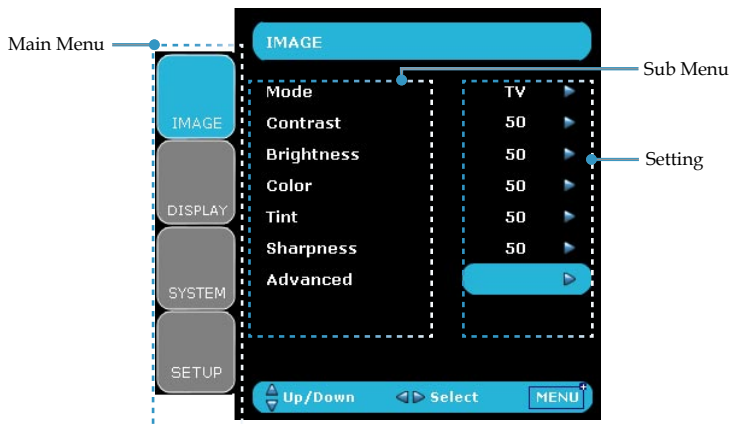 Main Menu
IMAGE
Sub Menu
IMAGE
Mode TV
Contrast 50
Brightness 50
Setting
Color 50
DISPLAY
Tint 50
Sharpness 50
Advanced
SYSTEM
SETUP
Up/Down Select MENU